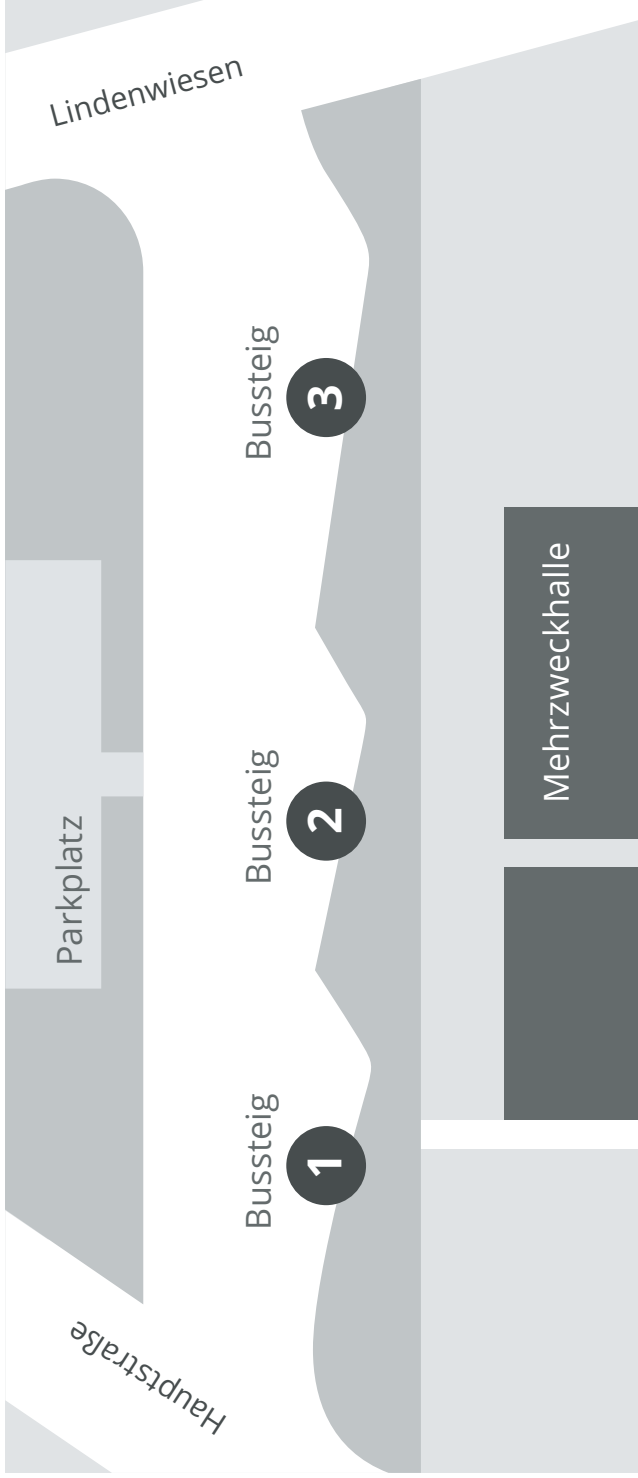 Lindenwiesen
Bussteig
3
Mehrzweckhalle
Bussteig
2
Parkplatz
Bussteig
1
Hauptstraße